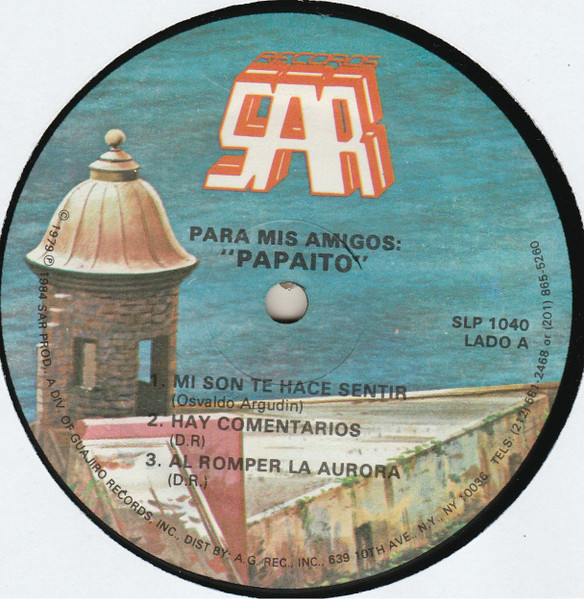 RECORDS
SAR
PARA MIS AMIGOS:
"PAPAITO"
SLP 1040
LADO A
1. MI SON TE HACE SENTIR
(Osvaldo Argudin)
2. HAY COMENTARIOS
(D.R)
3. AL ROMPER LA AURORA
(D.R.)
© 1979 ℗ 1984 SAR PROD., A DIV. OF GUAJIRO RECORDS, INC., DIST BY: A.G. REC., INC., 639 10TH AVE., N.Y., NY 10036 TELS: (212) 2468 or (201) 865-5260